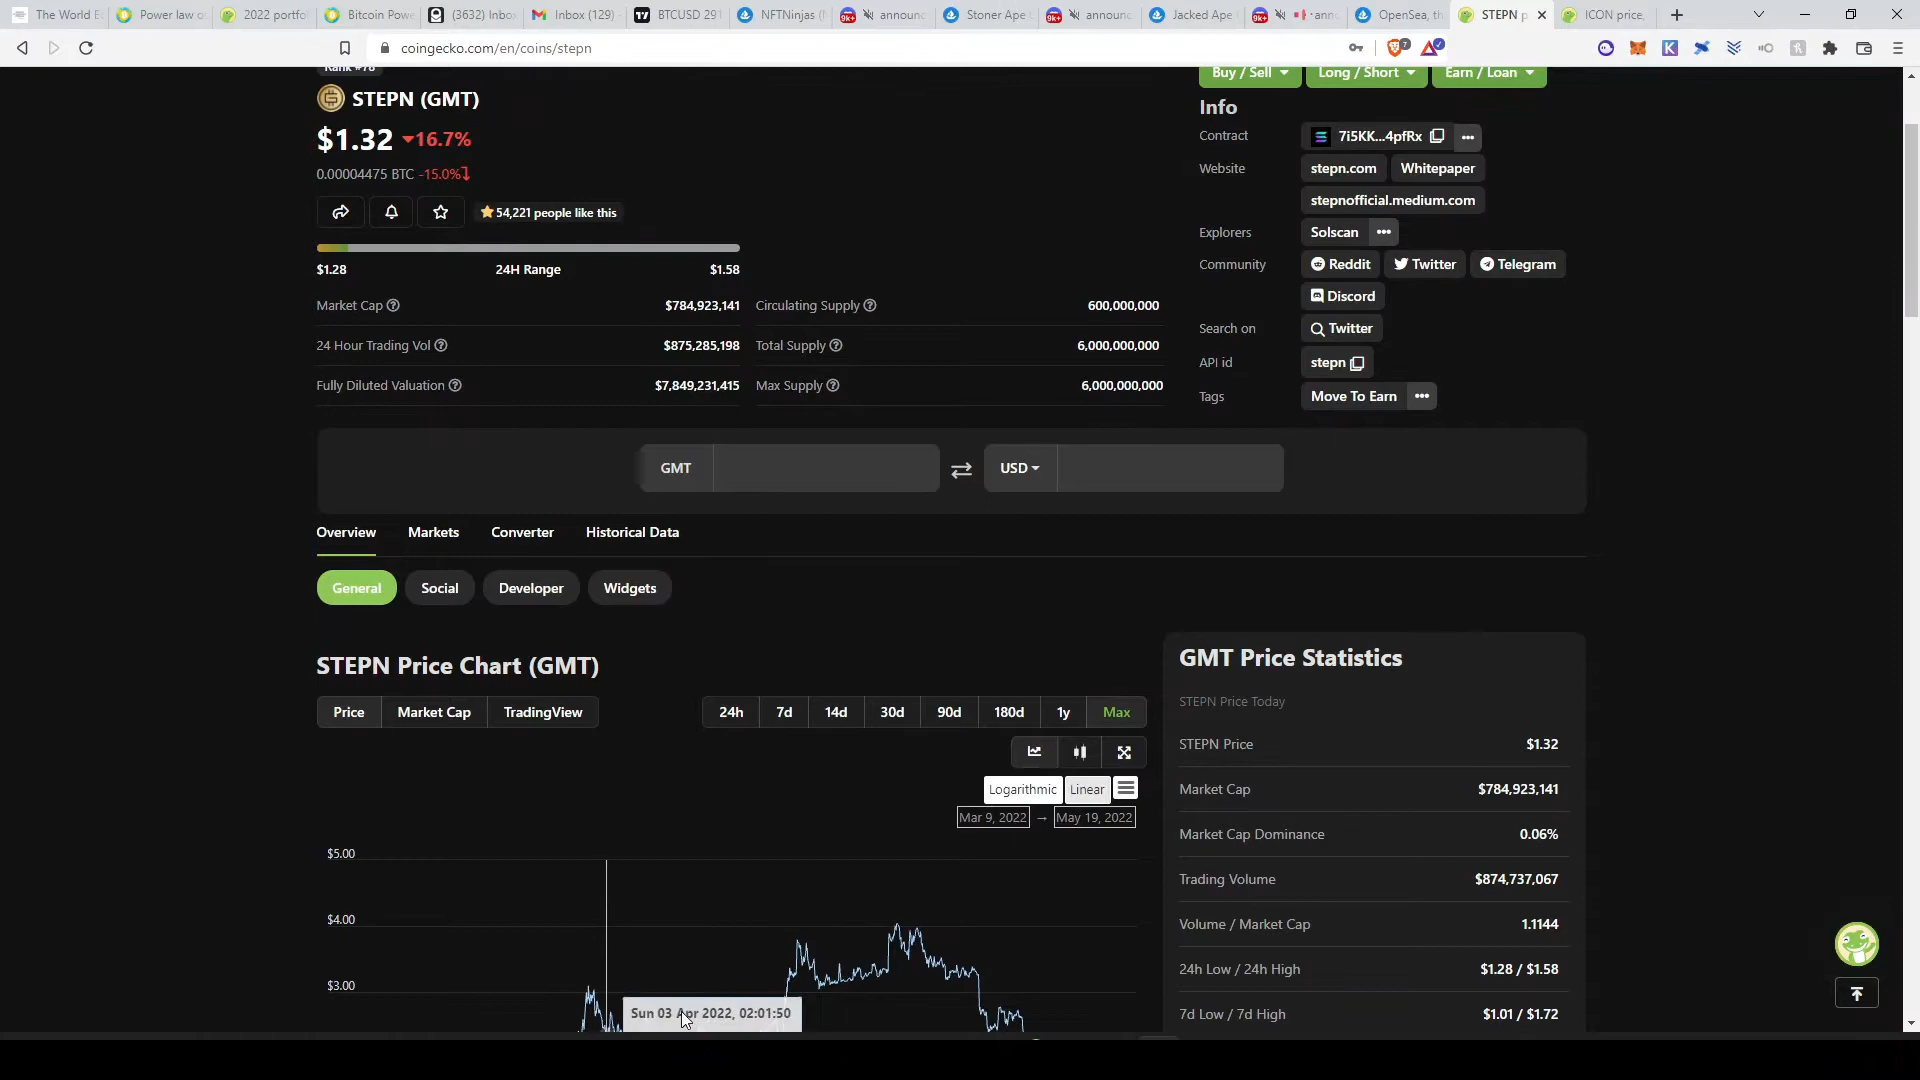 The World E
Power law o
2022 portfo
Bitcoin Pow
(3632) Inbo
Inbox (129) -
BTCUSD 291
NFTNinjas (
9k+ announc
Stoner Ape
9k+ announc
Jacked Ape
9k+ anno
OpenSea, th
STEPN p
ICON price,
coingecko.com/en/coins/stepn
7
Rank #78
STEPN (GMT)
$1.32 16.7%
0.00004475 BTC -15.0%
54,221 people like this
$1.28 24H Range $1.58
Market Cap $784,923,141
Circulating Supply 600,000,000
24 Hour Trading Vol $875,285,198
Total Supply 6,000,000,000
Fully Diluted Valuation $7,849,231,415
Max Supply 6,000,000,000
Buy / Sell Long / Short Earn / Loan
Info
Contract 7i5KK...4pfRx
Website stepn.com Whitepaper
stepnofficial.medium.com
Explorers Solscan
Community Reddit Twitter Telegram
Discord
Search on Twitter
API id stepn
Tags Move To Earn
GMT USD
Overview Markets Converter Historical Data
General Social Developer Widgets
STEPN Price Chart (GMT)
Price Market Cap TradingView
24h 7d 14d 30d 90d 180d 1y Max
Logarithmic Linear
Mar 9, 2022 → May 19, 2022
$5.00
$4.00
$3.00
Sun 03 Apr 2022, 02:01:50
GMT Price Statistics
STEPN Price Today
STEPN Price $1.32
Market Cap $784,923,141
Market Cap Dominance 0.06%
Trading Volume $874,737,067
Volume / Market Cap 1.1144
24h Low / 24h High $1.28 / $1.58
7d Low / 7d High $1.01 / $1.72